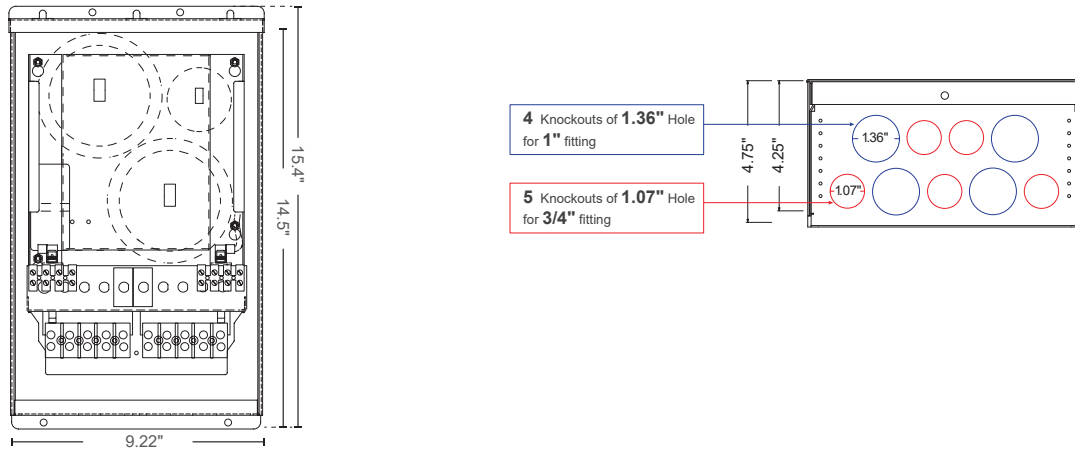 15.4"
14.5"
9.22"
4 Knockouts of 1.36" Hole
for 1" fitting
5 Knockouts of 1.07" Hole
for 3/4" fitting
4.75"
4.25"
1.36"
1.07"